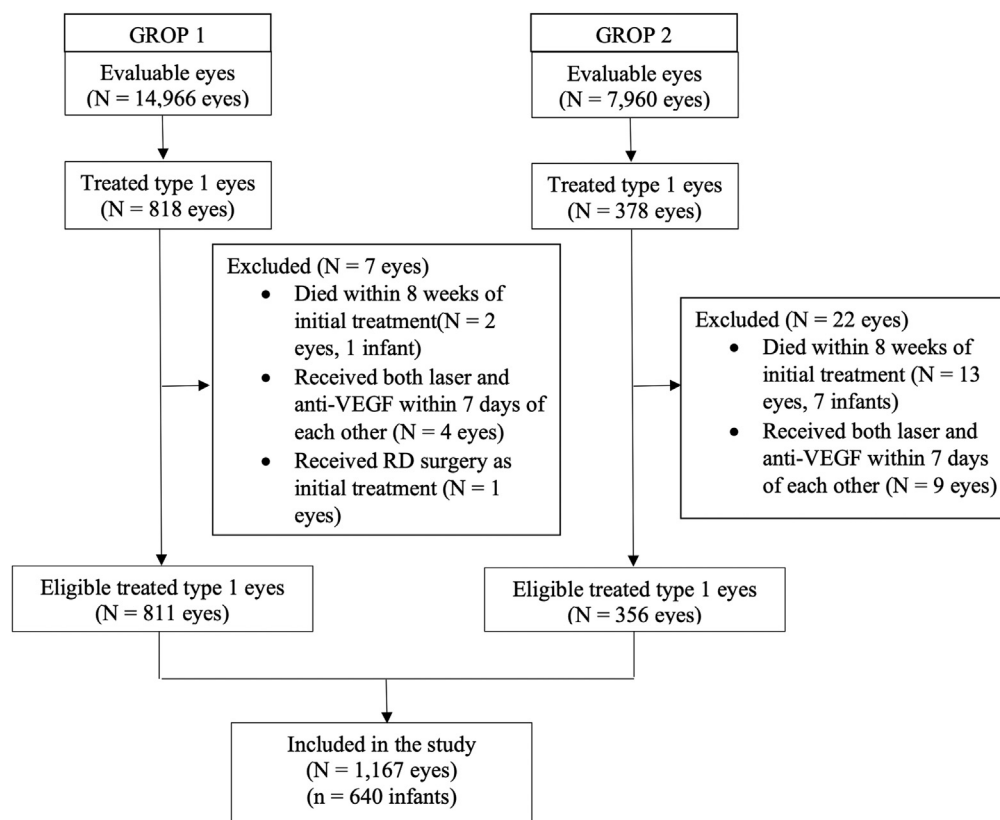 GROP 1
Evaluable eyes
(N = 14,966 eyes)
Treated type 1 eyes
(N = 818 eyes)
Excluded (N = 7 eyes)
• Died within 8 weeks of
initial treatment(N = 2
eyes, 1 infant)
• Received both laser and
anti-VEGF within 7 days of
each other (N = 4 eyes)
• Received RD surgery as
initial treatment (N = 1
eyes)
Eligible treated type 1 eyes
(N = 811 eyes)
GROP 2
Evaluable eyes
(N = 7,960 eyes)
Treated type 1 eyes
(N = 378 eyes)
Excluded (N = 22 eyes)
• Died within 8 weeks of
initial treatment (N = 13
eyes, 7 infants)
• Received both laser and
anti-VEGF within 7 days
of each other (N = 9 eyes)
Eligible treated type 1 eyes
(N = 356 eyes)
Included in the study
(N = 1,167 eyes)
(n = 640 infants)